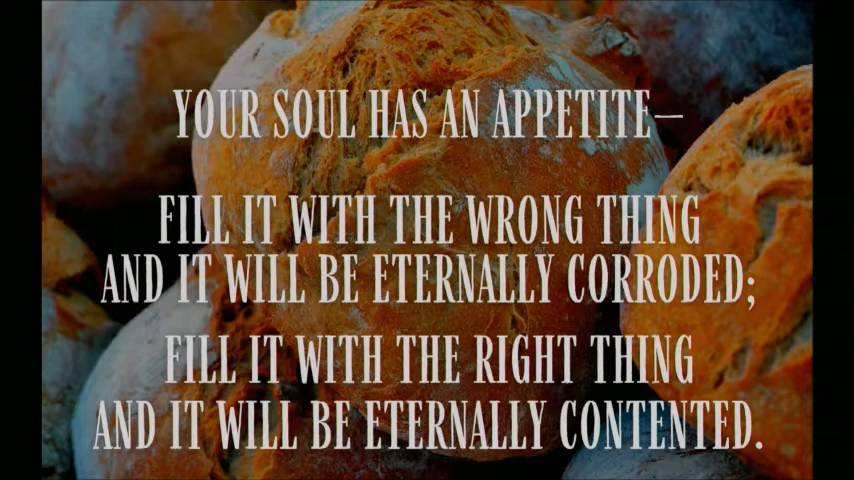 YOUR SOUL HAS AN APPETITE—
FILL IT WITH THE WRONG THING
AND IT WILL BE ETERNALLY CORRODED;
FILL IT WITH THE RIGHT THING
AND IT WILL BE ETERNALLY CONTENTED.